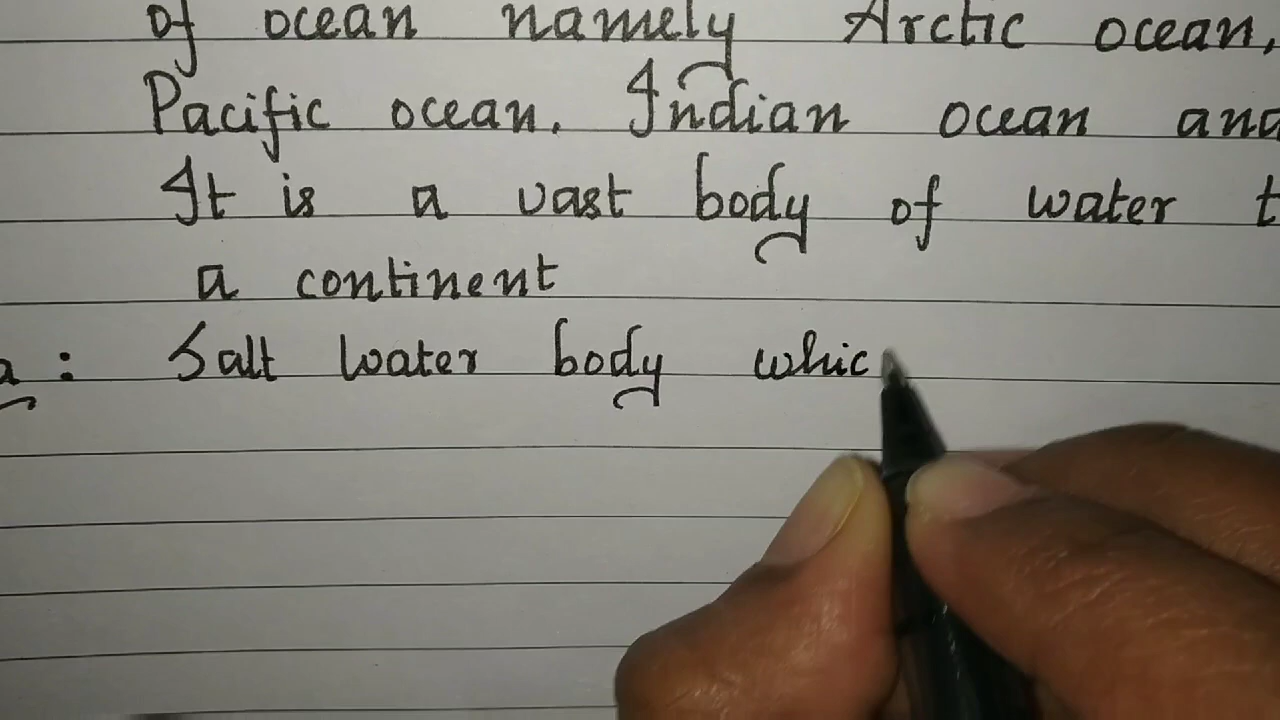 of ocean namely Arctic ocean,
Pacific ocean. Indian ocean and
It is a vast body of water t
a continent
a : Salt water body whic